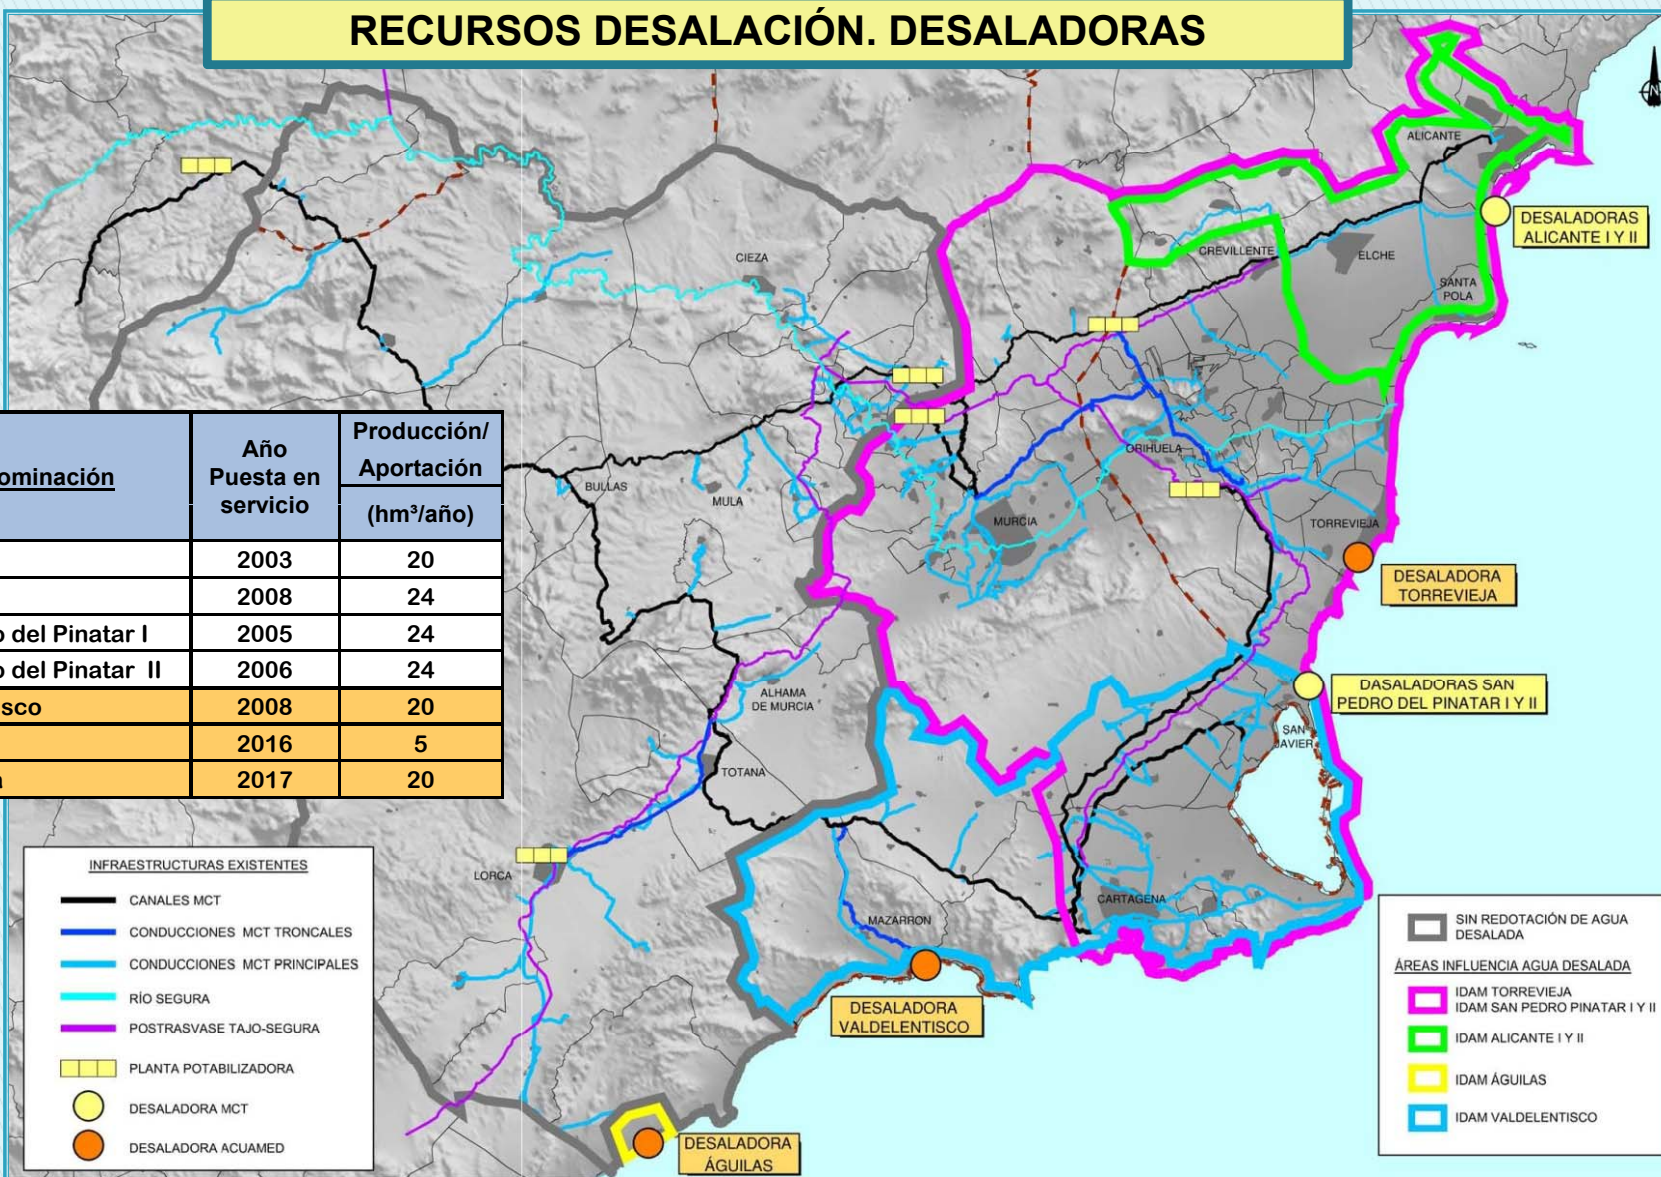 RECURSOS DESALACIÓN. DESALADORAS
ALICANTE
DESALADORAS
ALICANTE I Y II
CREVILLENTE
ELCHE
SANTA
POLA
CIEZA
ominación
Año
Puesta en
servicio
Producción/
Aportación
(hm³/año)
2003 20
2008 24
o del Pinatar I 2005 24
o del Pinatar II 2006 24
sco 2008 20
2016 5
a 2017 20
BULLAS
MULA
ORIHUELA
MURCIA
TORREVIEJA
DESALADORA
TORREVIEJA
DASALADORAS SAN
PEDRO DEL PINATAR I Y II
ALHAMA
DE MURCIA
SAN
JAVIER
TOTANA
LORCA
CARTAGENA
MAZARRON
DESALADORA
VALDELENTISCO
DESALADORA
ÁGUILAS
INFRAESTRUCTURAS EXISTENTES
CANALES MCT
CONDUCCIONES MCT TRONCALES
CONDUCCIONES MCT PRINCIPALES
RÍO SEGURA
POSTRASVASE TAJO-SEGURA
PLANTA POTABILIZADORA
DESALADORA MCT
DESALADORA ACUAMED
SIN REDOTACIÓN DE AGUA
DESALADA
ÁREAS INFLUENCIA AGUA DESALADA
IDAM TORREVIEJA
IDAM SAN PEDRO PINATAR I Y II
IDAM ALICANTE I Y II
IDAM ÁGUILAS
IDAM VALDELENTISCO